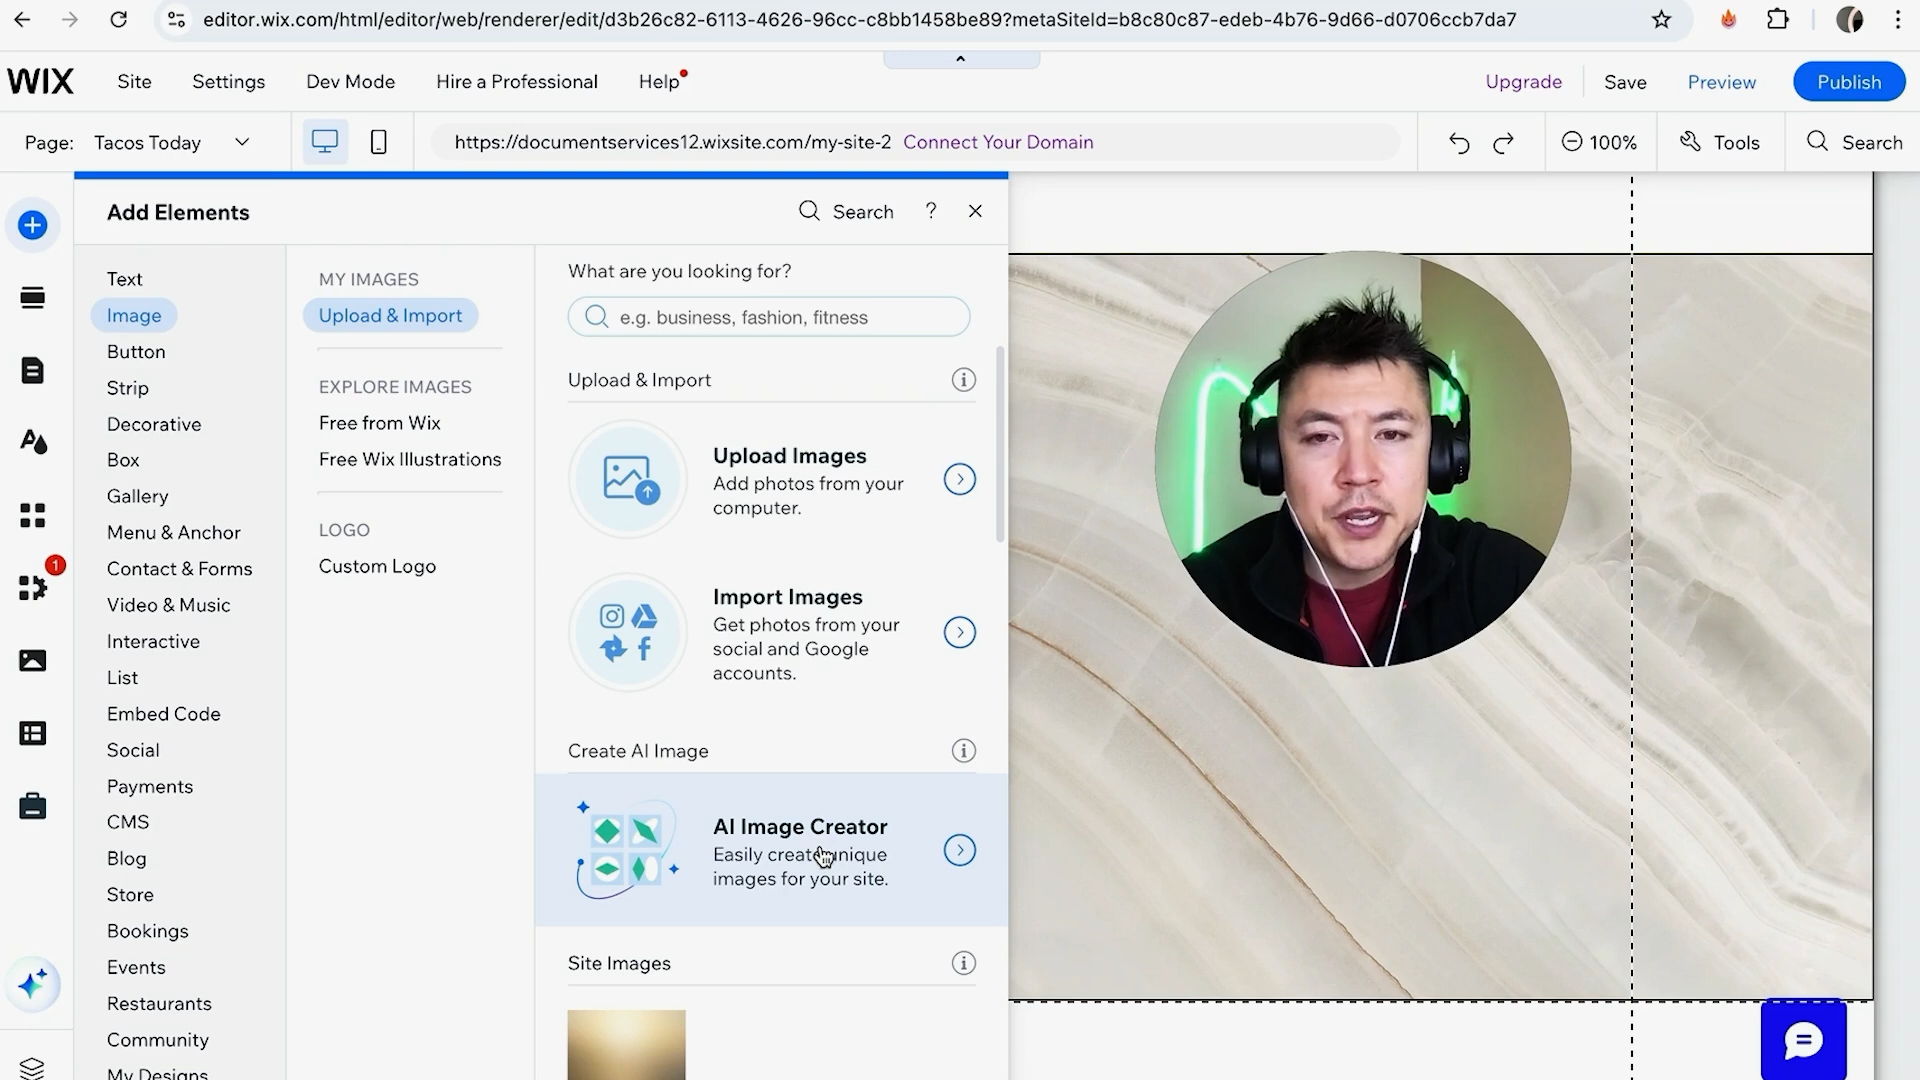 editor.wix.com/html/editor/web/renderer/edit/d3b26c82-6113-4626-96cc-c8bb1458be89?metaSiteId=b8c80c87-edeb-4b76-9d66-d0706ccb7da7
WIX Site Settings Dev Mode Hire a Professional Help Upgrade Save Preview Publish
Page: Tacos Today https://documentservices12.wixsite.com/my-site-2 Connect Your Domain 100% Tools Search
Add Elements Search ?
Text
Image
Button
Strip
Decorative
Box
Gallery
Menu & Anchor
Contact & Forms
Video & Music
Interactive
List
Embed Code
Social
Payments
CMS
Blog
Store
Bookings
Events
Restaurants
Community
My Designs
1
MY IMAGES
Upload & Import
EXPLORE IMAGES
Free from Wix
Free Wix Illustrations
LOGO
Custom Logo
What are you looking for?
e.g. business, fashion, fitness
Upload & Import
Upload Images
Add photos from your
computer.
Import Images
Get photos from your
social and Google
accounts.
Create AI Image
AI Image Creator
Easily create unique
images for your site.
Site Images